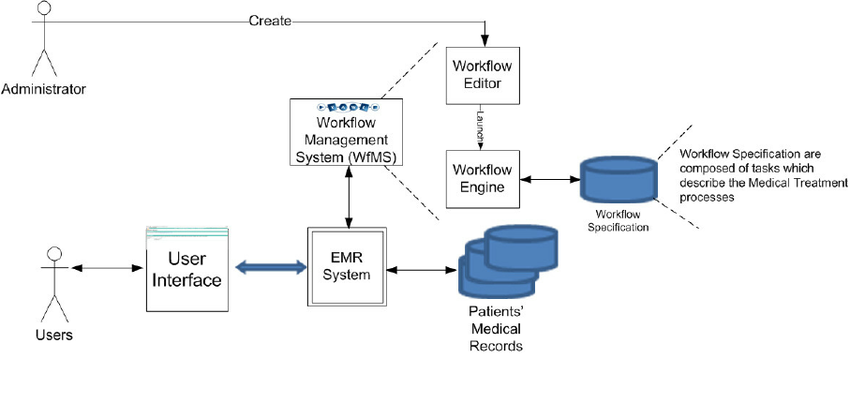 Create
Administrator
Workflow
Editor
Launch
Workflow
Management
System (WfMS)
Workflow
Engine
Workflow
Specification
Workflow Specification are
composed of tasks which
describe the Medical Treatment
processes
Users
User
Interface
EMR
System
Patients'
Medical
Records